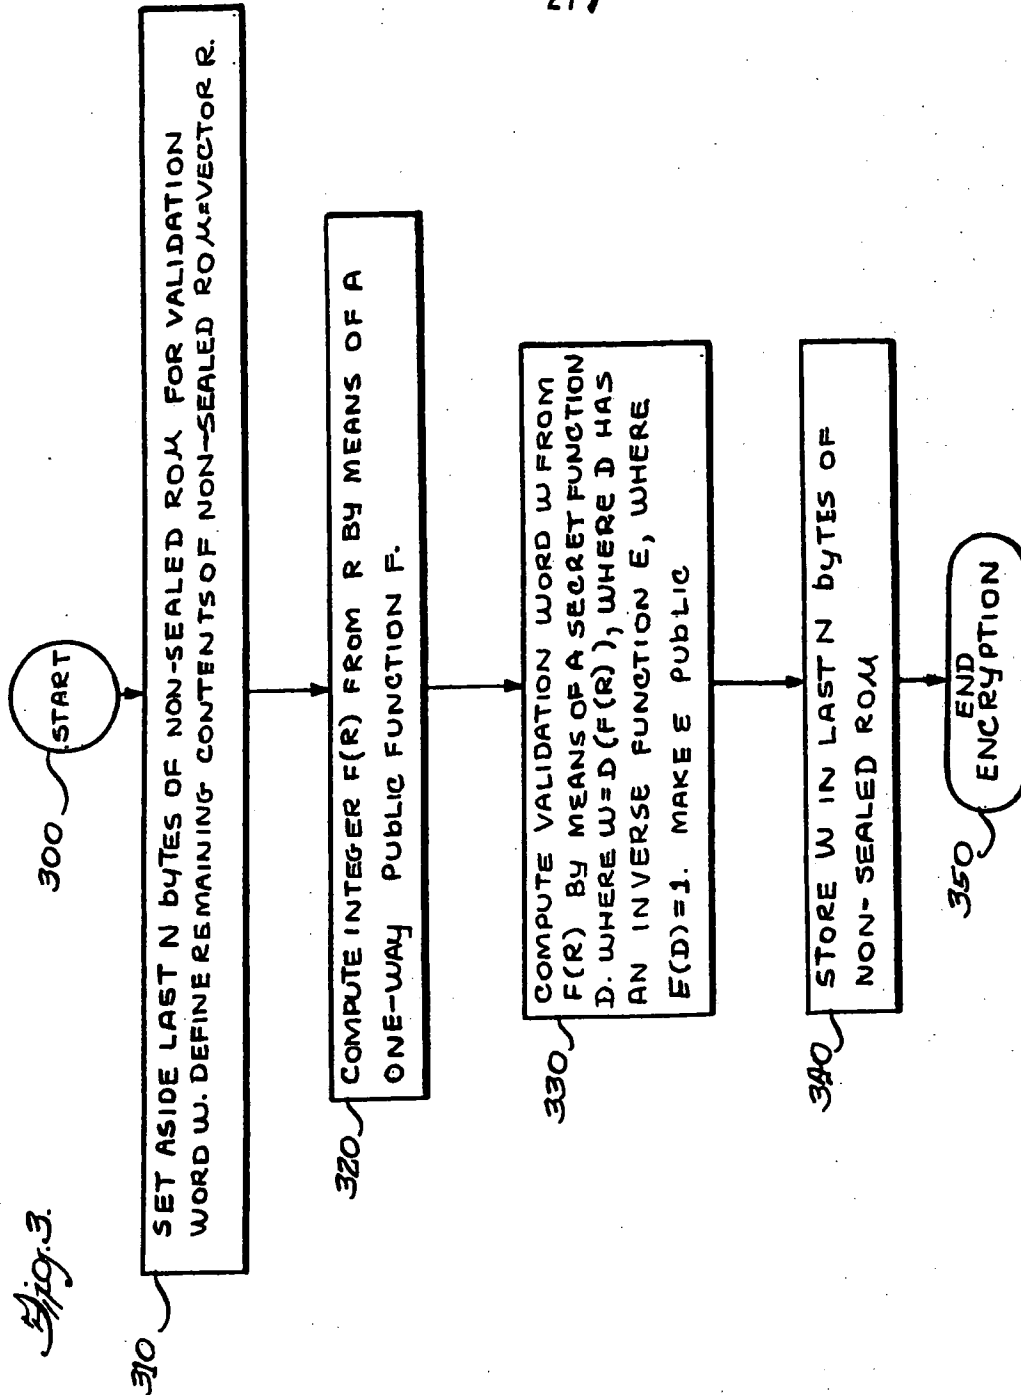 Fig. 3.
300
START
310
SET ASIDE LAST N bYTES OF NON-SEALED ROM FOR VALIDATION
WORD W. DEFINE REMAINING CONTENTS OF NON-SEALED ROM=VECTOR R.
320
COMPUTE INTEGER F(R) FROM R BY MEANS OF A
ONE-WAY PUBLIC FUNCTION F.
330
COMPUTE VALIDATION WORD W FROM
F(R) BY MEANS OF A SECRET FUNCTION
D. WHERE W=D(F(R)), WHERE D HAS
AN INVERSE FUNCTION E, WHERE
E(D)=1. MAKE E PUBLIC
340
STORE W IN LAST N bYTES OF
NON-SEALED ROM
350
END
ENCRYPTION